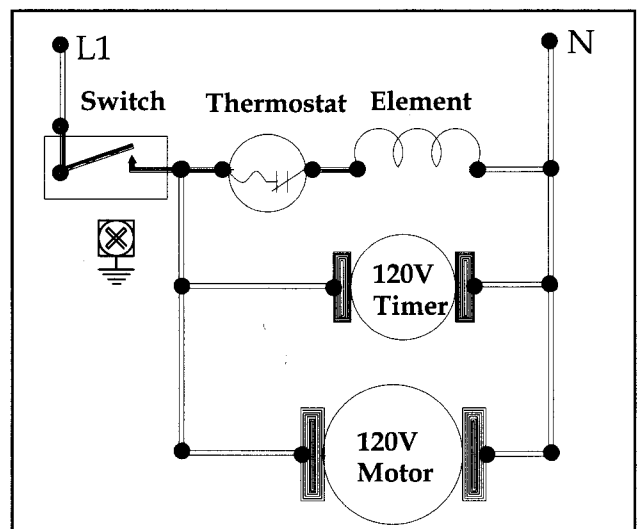 L1
N
Switch
Thermostat
Element
120V
Timer
120V
Motor